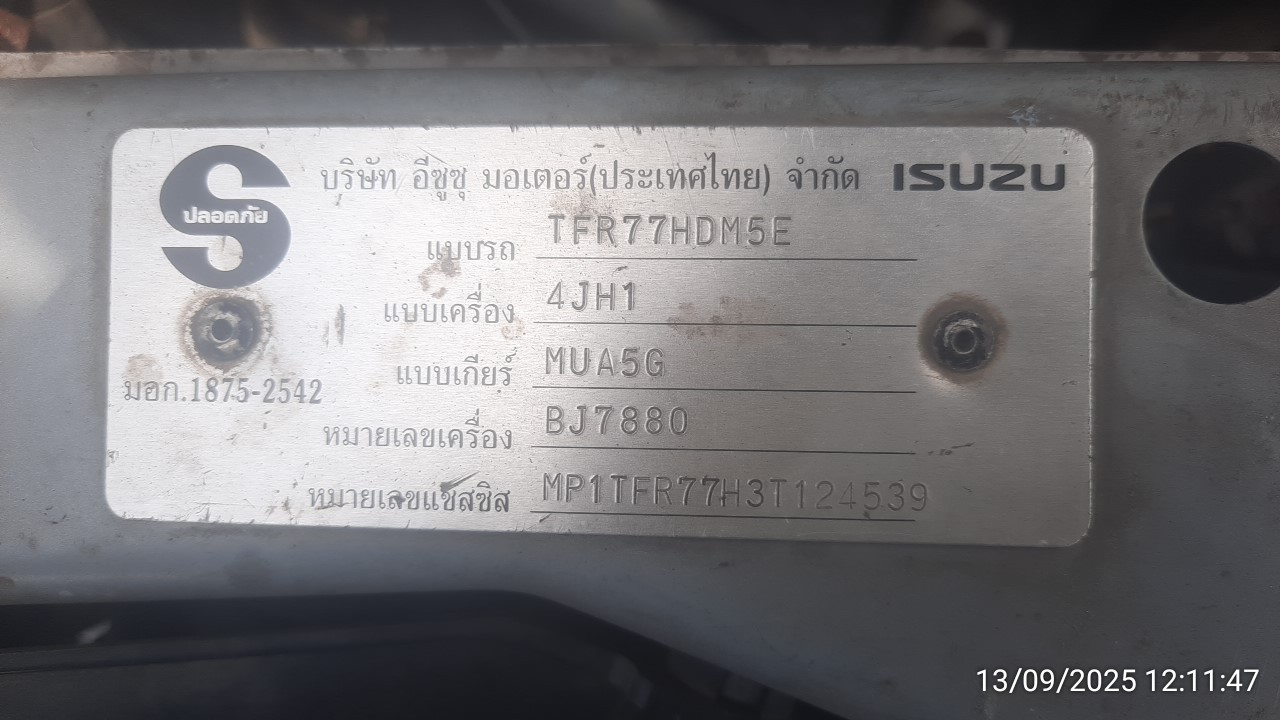 บริษัท อีซูซุ มอเตอร์(ประเทศไทย) จำกัด ISUZU
ปลอดภัย
แบบรถ TFR77HDM5E
แบบเครื่อง 4JH1
แบบเกียร์ MUA5G
มอก.1875-2542
หมายเลขเครื่อง BJ7880
หมายเลขแชสซิส MP1TFR77H3T124539
13/09/2025 12:11:47